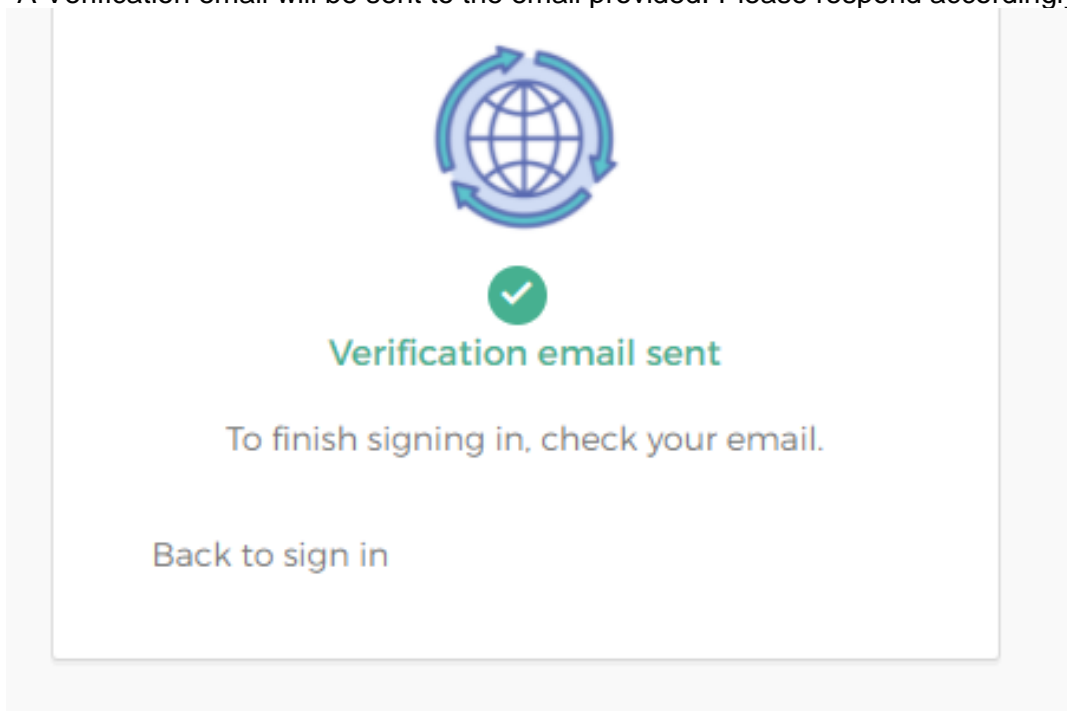 A Verification email will be sent to the email provided. Please respond accordingly
Verification email sent
To finish signing in, check your email.
Back to sign in